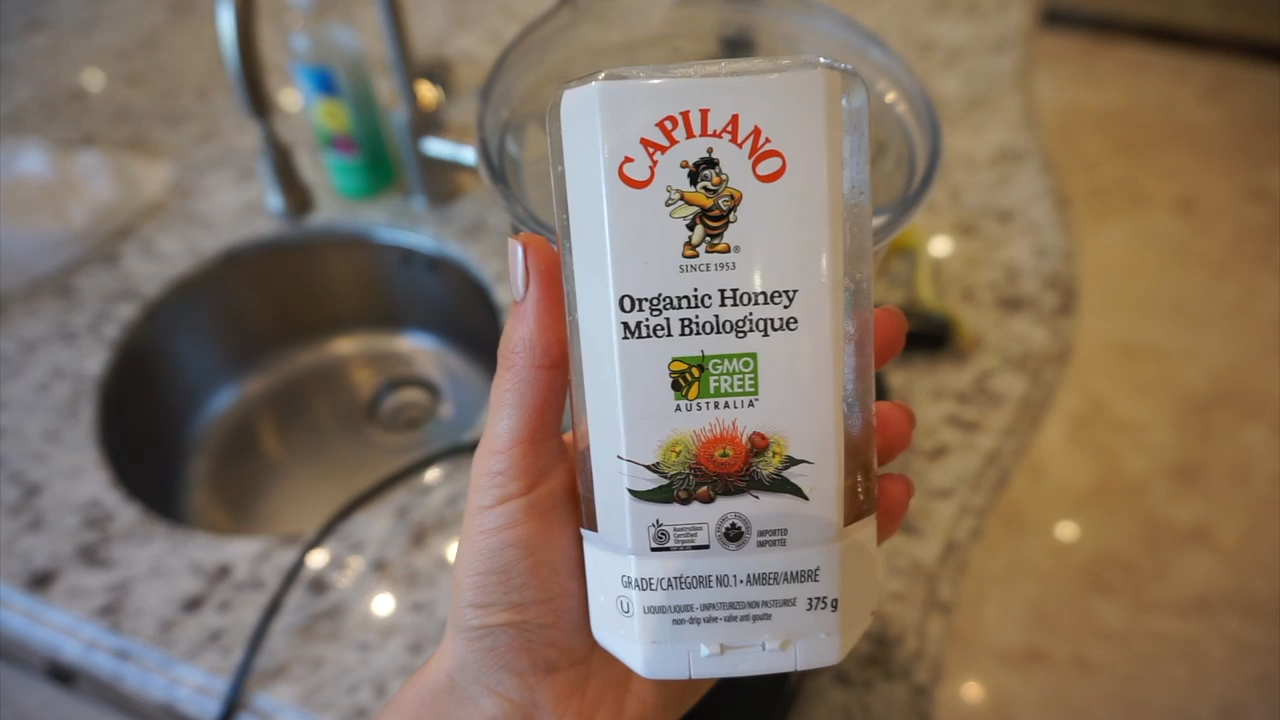 CAPILANO
®
SINCE 1953
Organic Honey
Miel Biologique
GMO
FREE
AUSTRALIA™
Australian
Certified
Organic
IMPORTED
IMPORTÉE
GRADE/CATÉGORIE NO.1 • AMBER/AMBRÉ
U LIQUID/LIQUIDE • UNPASTEURIZED/NON PASTEURISÉ 375 g
non-drip valve • valve anti goutte